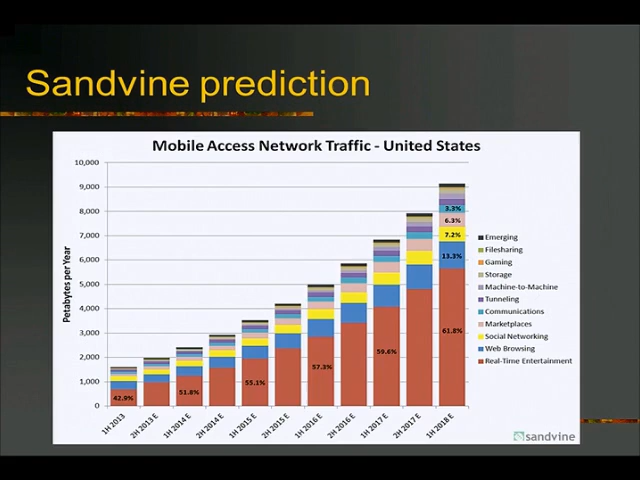 Sandvine prediction
Mobile Access Network Traffic - United States
Petabytes per Year
10,000
9,000
8,000
7,000
6,000
5,000
4,000
3,000
2,000
1,000
0
42.9%
51.8%
55.1%
57.3%
59.6%
3.3%
6.3%
7.2%
13.3%
61.8%
1H 2013
2H 2013 E
1H 2014 E
2H 2014 E
1H 2015 E
2H 2015 E
1H 2016 E
2H 2016 E
1H 2017 E
2H 2017 E
1H 2018 E
Emerging
Filesharing
Gaming
Storage
Machine-to-Machine
Tunneling
Communications
Marketplaces
Social Networking
Web Browsing
Real-Time Entertainment
sandvine